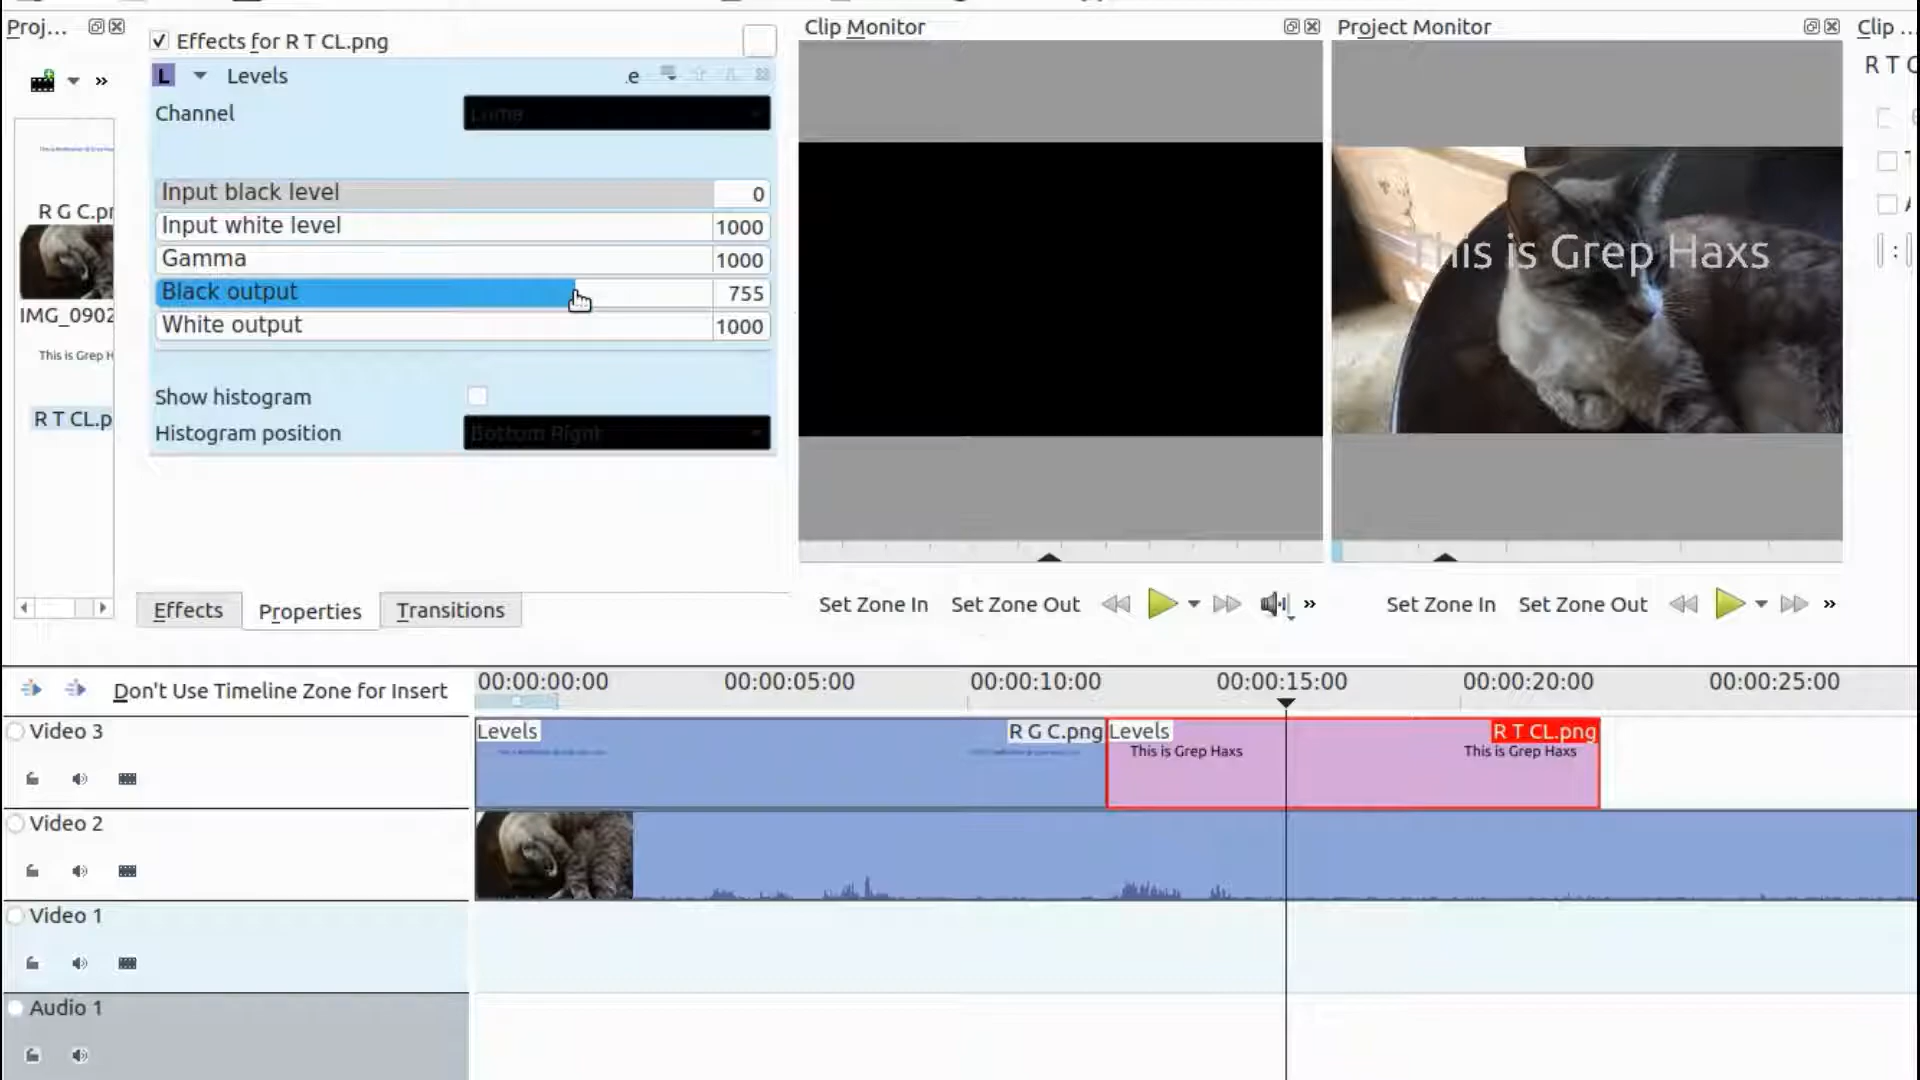 Proj...
Clip Monitor
Project Monitor
Clip ...
Effects for R T CL.png
R T C
L
Levels
.e
Channel
Luma
Input black level
0
R G C.pr
Input white level
1000
Gamma
1000
Black output
755
White output
1000
This is Grep Haxs
IMG_0902
This is Grep H
Show histogram
R T CL.p
Histogram position
Bottom Right
Effects
Properties
Transitions
Set Zone In
Set Zone Out
Set Zone In
Set Zone Out
Don't Use Timeline Zone for Insert
00:00:00:00
00:00:05:00
00:00:10:00
00:00:15:00
00:00:20:00
00:00:25:00
Video 3
Levels
R G C.png
Levels
R T CL.png
This is Grep Haxs
This is Grep Haxs
Video 2
Video 1
Audio 1